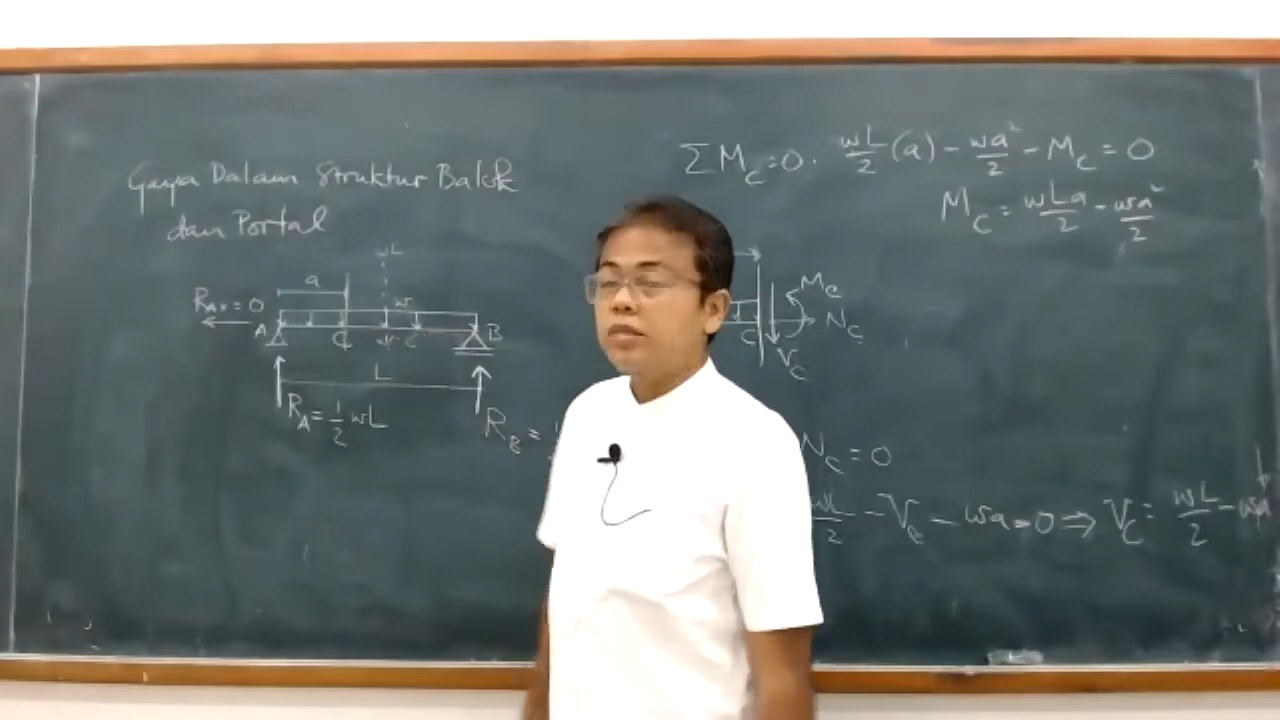 Gaya Dalam Struktur Balok
dan Portal
wL
a
R_Ax = 0
w
A
C
C
B
L
R_A = 1/2 wL
R_B =
ΣM_C = 0. wL/2 (a) - wa²/2 - M_C = 0
M_C = wLa/2 - wa²/2
M_C
C
N_C
V_C
N_C = 0
wL/2 - V_C - wa = 0 ⇒ V_C = wL/2 - wa